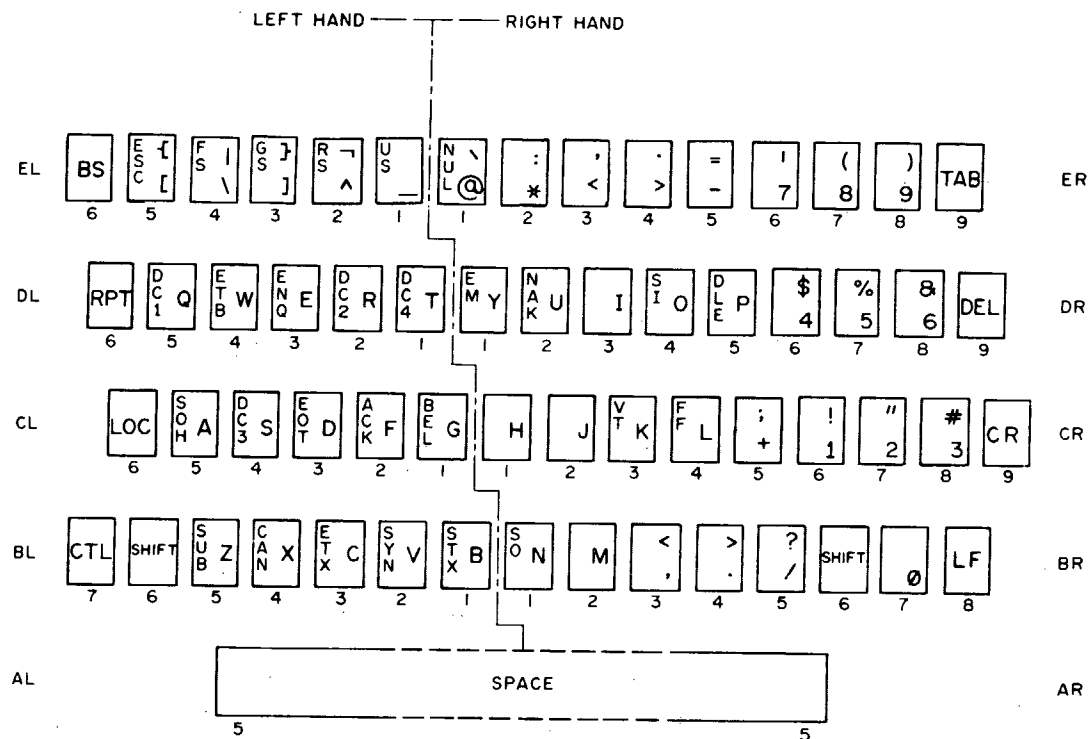 LEFT HAND RIGHT HAND
EL BS ESC { [ FS | \ GS } ] RS ¬ ^ US _ NUL ` @ : * , < . > = - ' 7 ( 8 ) 9 TAB ER
6 5 4 3 2 1 1 2 3 4 5 6 7 8 9
DL RPT DC1 Q ETB W ENQ E DC2 R DC4 T EM Y NAK U I SI O DLE P $ 4 % 5 & 6 DEL DR
6 5 4 3 2 1 1 2 3 4 5 6 7 8 9
CL LOC SOH A DC3 S EOT D ACK F BEL G H J VT K FF L ; + ! 1 " 2 # 3 CR CR
6 5 4 3 2 1 1 2 3 4 5 6 7 8 9
BL CTL SHIFT SUB Z CAN X ETX C SYN V STX B SO N M < , > . ? / SHIFT Ø LF BR
7 6 5 4 3 2 1 1 2 3 4 5 6 7 8
AL SPACE AR
5 5